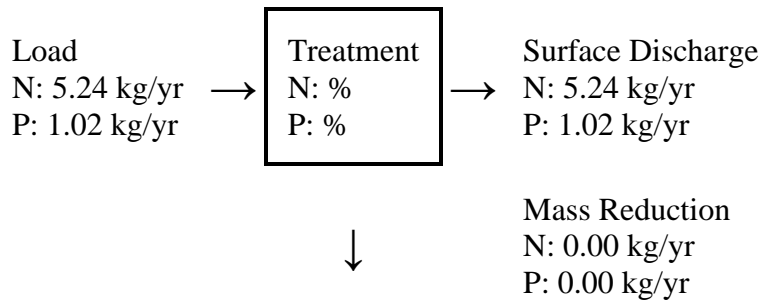 Load
N: 5.24 kg/yr
P: 1.02 kg/yr
→
Treatment
N: %
P: %
→
Surface Discharge
N: 5.24 kg/yr
P: 1.02 kg/yr
↓
Mass Reduction
N: 0.00 kg/yr
P: 0.00 kg/yr